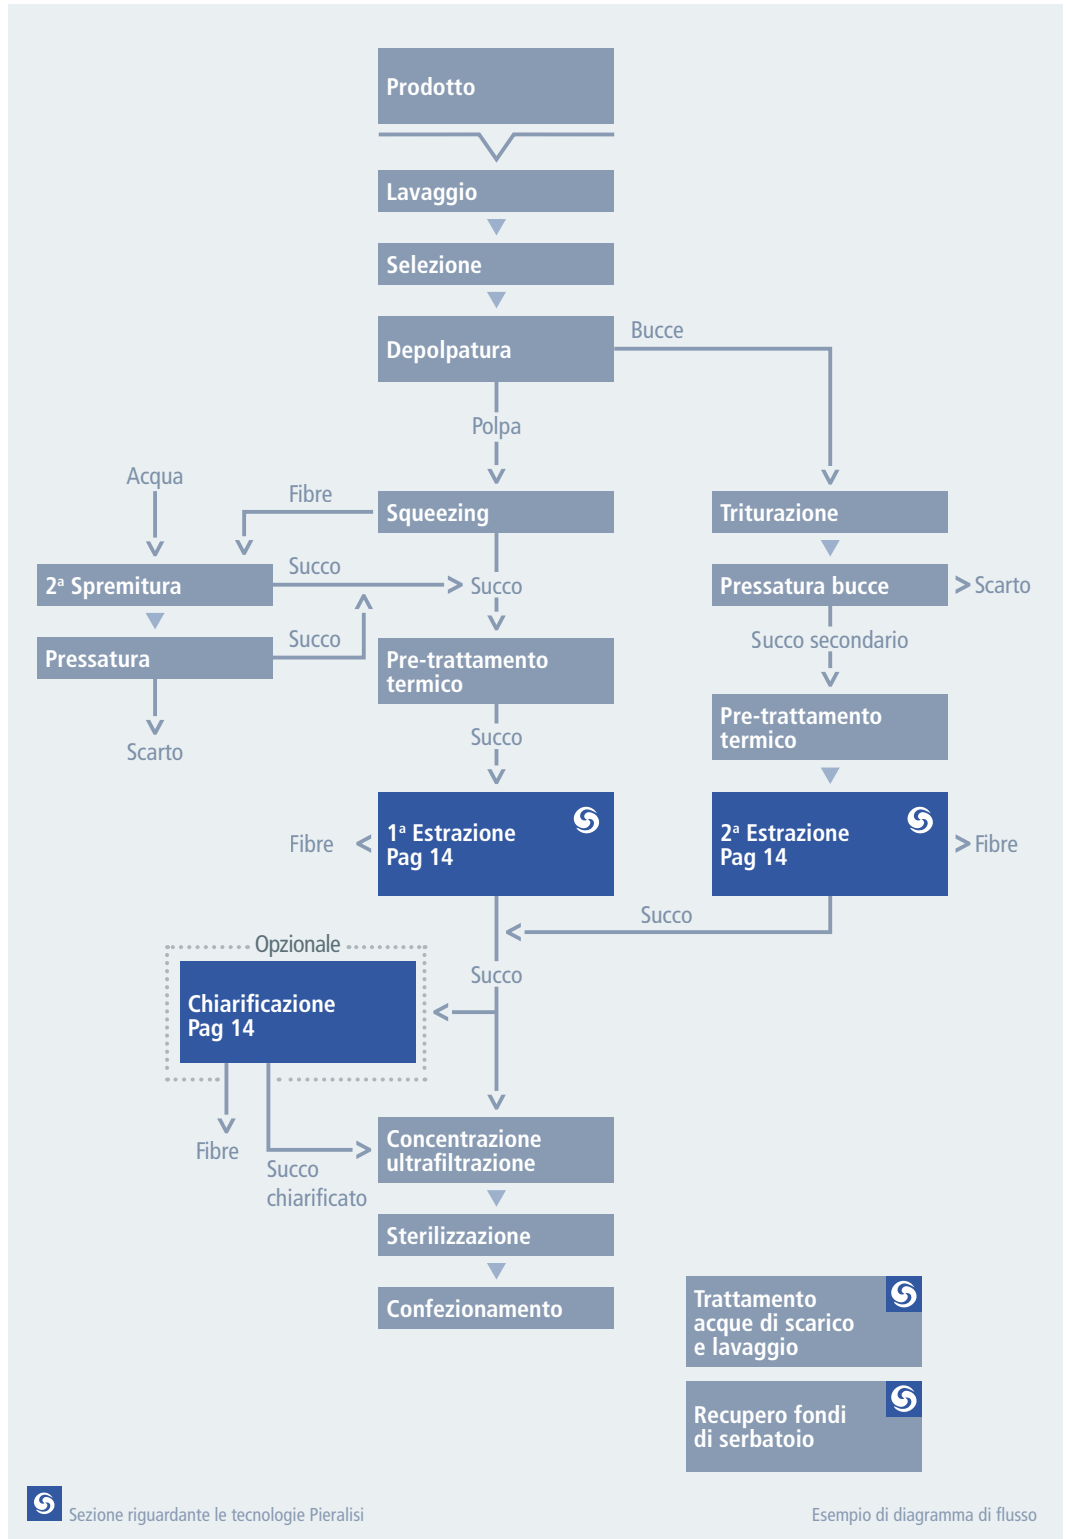 Prodotto
Lavaggio
Selezione
Depolpatura
Bucce
Polpa
Acqua
Fibre
Squeezing
Triturazione
2ª Spremitura
Succo
Succo
Pressatura bucce
Scarto
Pressatura
Succo
Succo secondario
Pre-trattamento
termico
Pre-trattamento
termico
Scarto
Succo
Fibre
1ª Estrazione
Pag 14
2ª Estrazione
Pag 14
Fibre
Succo
Opzionale
Succo
Chiarificazione
Pag 14
Fibre
Succo
chiarificato
Concentrazione
ultrafiltrazione
Sterilizzazione
Confezionamento
Trattamento
acque di scarico
e lavaggio
Recupero fondi
di serbatoio
Sezione riguardante le tecnologie Pieralisi
Esempio di diagramma di flusso